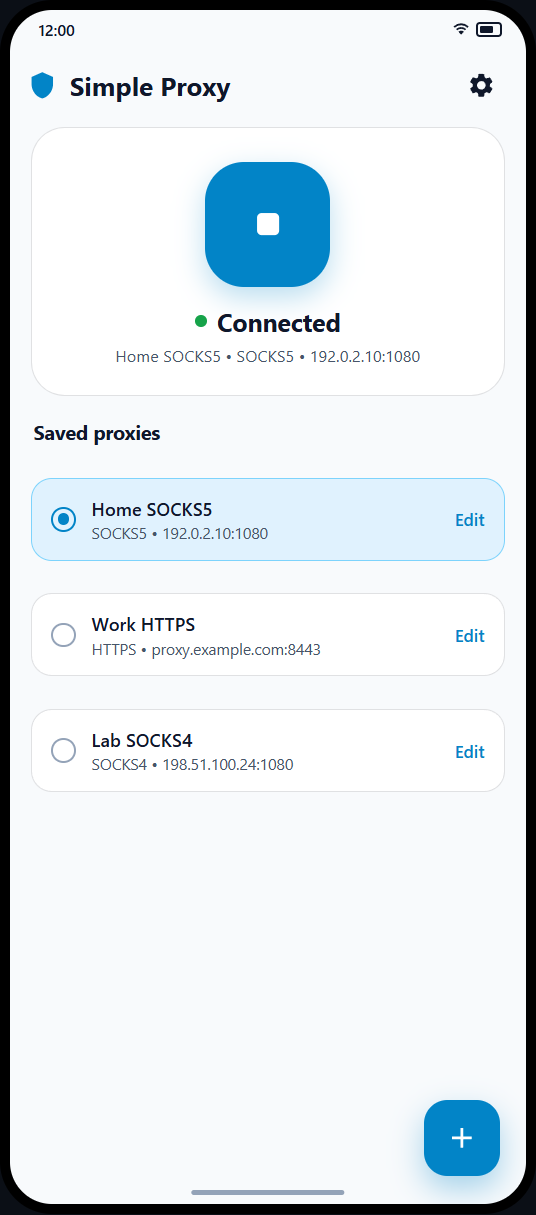 12:00
Simple Proxy
Connected
Home SOCKS5 • SOCKS5 • 192.0.2.10:1080
Saved proxies
Home SOCKS5
SOCKS5 • 192.0.2.10:1080
Edit
Work HTTPS
HTTPS • proxy.example.com:8443
Edit
Lab SOCKS4
SOCKS4 • 198.51.100.24:1080
Edit